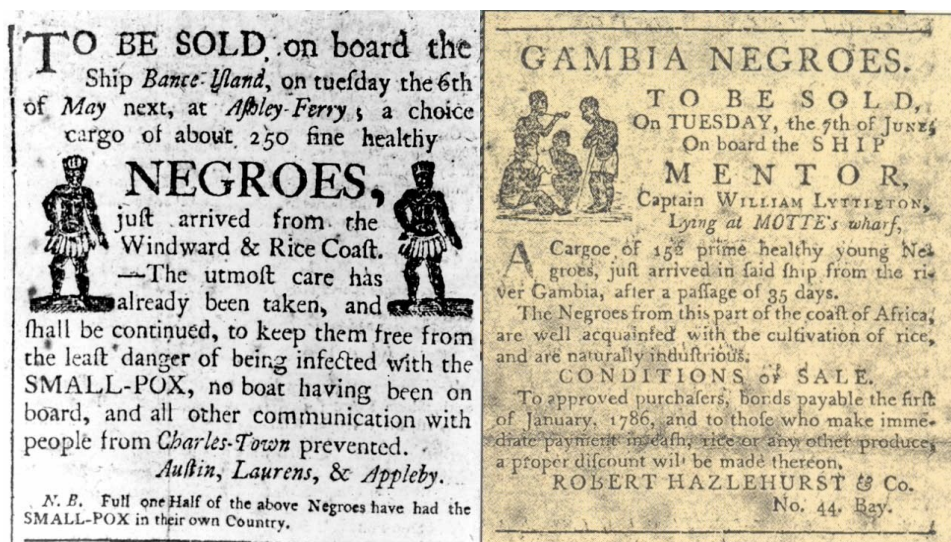 TO BE SOLD, on board the
Ship Bance-Iſland, on tueſday the 6th
of May next, at Aſhley-Ferry; a choice
cargo of about 250 fine healthy
NEGROES,
juſt arrived from the
Windward & Rice Coaſt.
—The utmoſt care has
already been taken, and
ſhall be continued, to keep them free from
the leaſt danger of being infected with the
SMALL-POX, no boat having been on
board, and all other communication with
people from Charles-Town prevented.
Auſtin, Laurens, & Appleby.
N. B. Full one Half of the above Negroes have had the
SMALL-POX in their own Country.
GAMBIA NEGROES.
TO BE SOLD,
On TUESDAY, the 7th of JUNE,
On board the SHIP
MENTOR,
Captain WILLIAM LYTTLETON,
Lying at MOTTE's wharf,
A Cargoe of 152 prime healthy young Ne-
groes, juſt arrived in ſaid ſhip from the ri-
ver Gambia, after a paſſage of 35 days.
The Negroes from this part of the coaſt of Africa,
are well acquainted with the cultivation of rice,
and are naturally induſtrious.
CONDITIONS of SALE.
To approved purchaſers, bonds payable the firſt
of January, 1786, and to thoſe who make imme-
diate payment in caſh, rice or any other produce,
a proper diſcount will be made thereon.
ROBERT HAZLEHURST & Co.
No. 44. Bay.